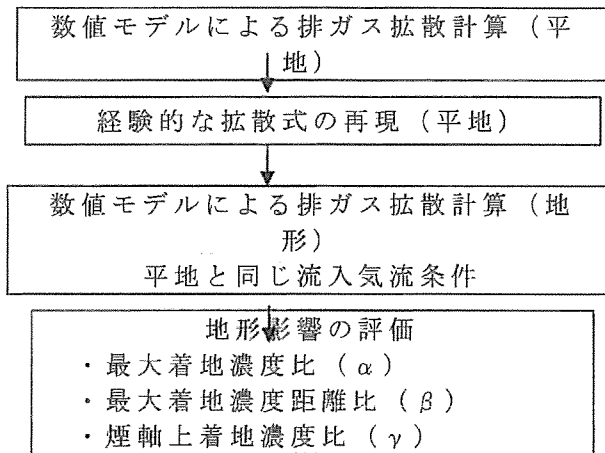 数値モデルによる排ガス拡散計算（平
地）
経験的な拡散式の再現（平地）
数値モデルによる排ガス拡散計算（地
形）
平地と同じ流入気流条件
地形影響の評価
・最大着地濃度比（α）
・最大着地濃度距離比（β）
・煙軸上着地濃度比（γ）